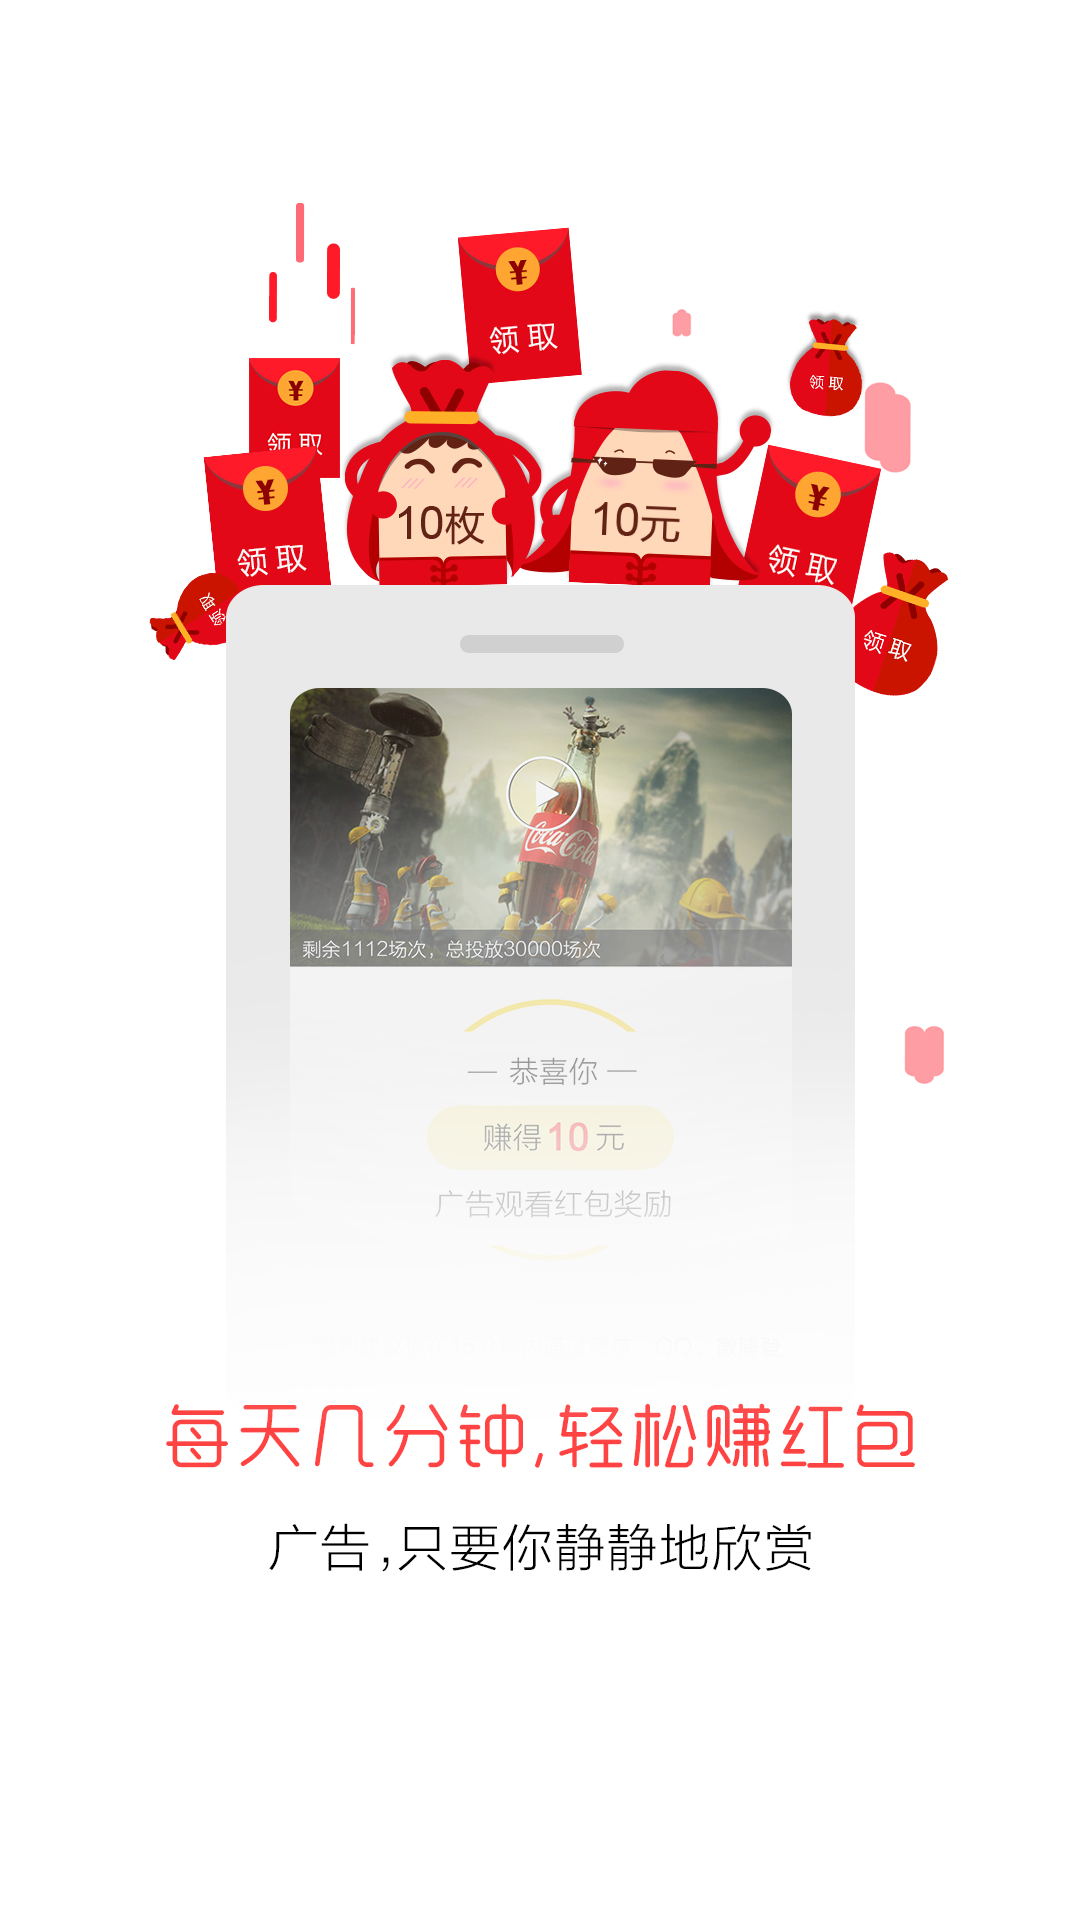 ¥
领取
领取
¥
领取
¥
领取
10枚
10元
¥
领取
领取
领取
Coca-Cola
剩余1112场次，总投放30000场次
— 恭喜你 —
赚得10元
广告观看红包奖励
每天几分钟,轻松赚红包
广告,只要你静静地欣赏